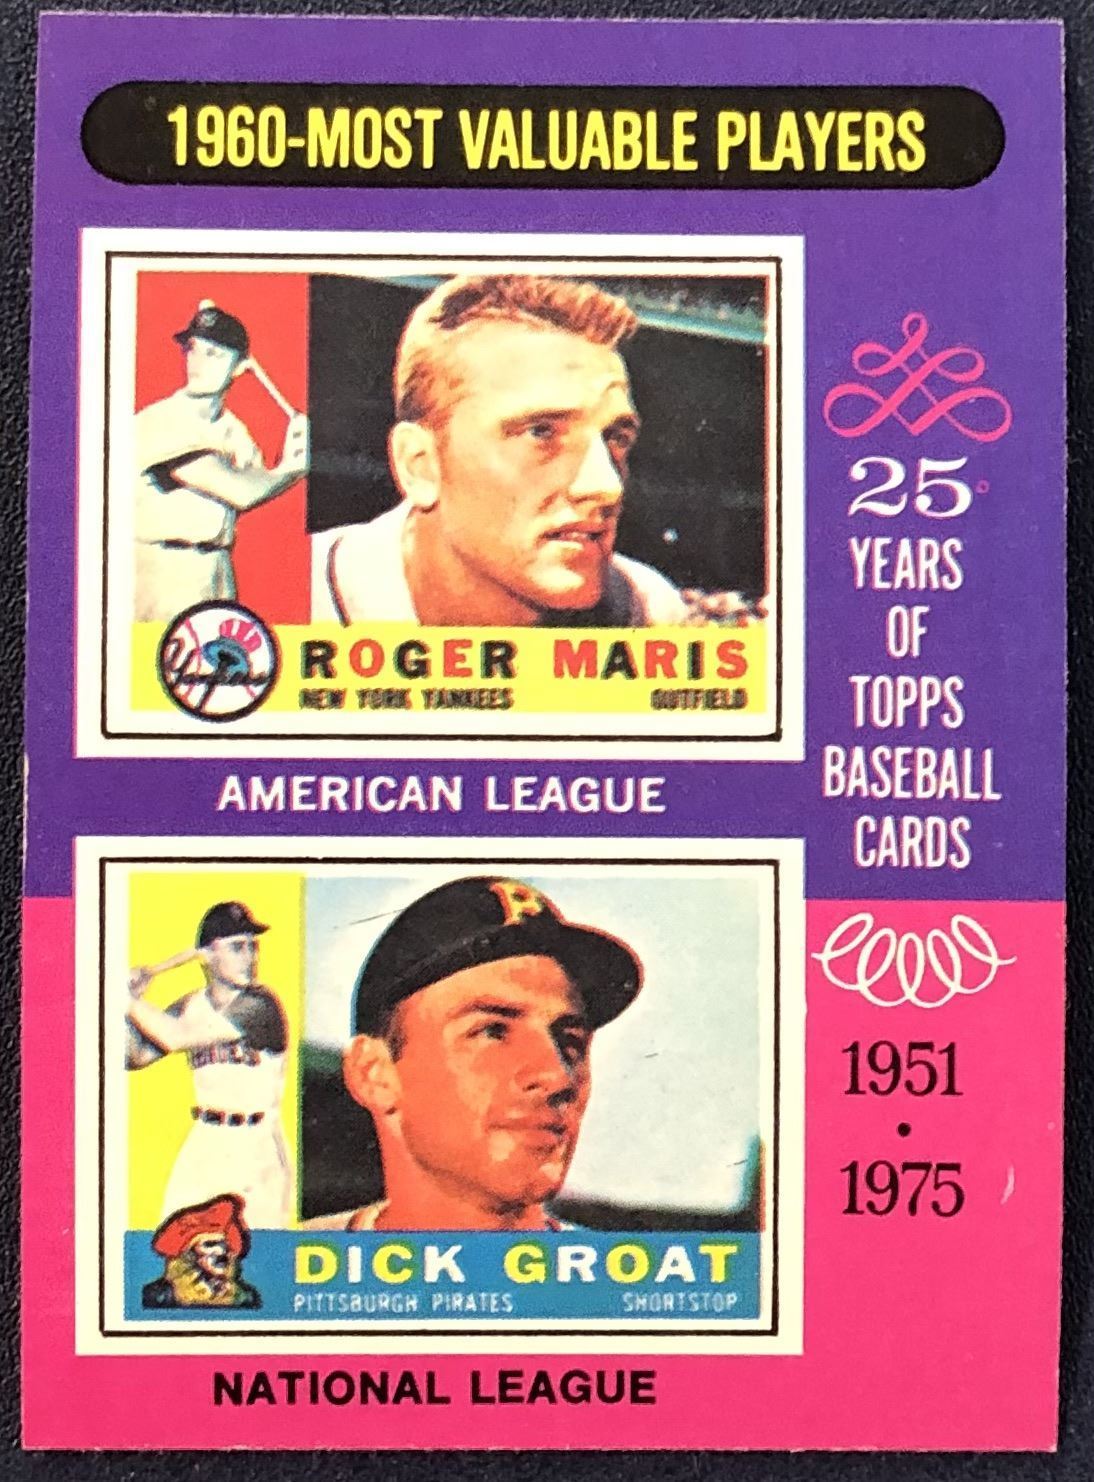 1960-MOST VALUABLE PLAYERS
Yankees
ROGER MARIS
NEW YORK YANKEES OUTFIELD
AMERICAN LEAGUE
25
YEARS
OF
TOPPS
BASEBALL
CARDS
P
DICK GROAT
PITTSBURGH PIRATES SHORTSTOP
NATIONAL LEAGUE
1951
•
1975